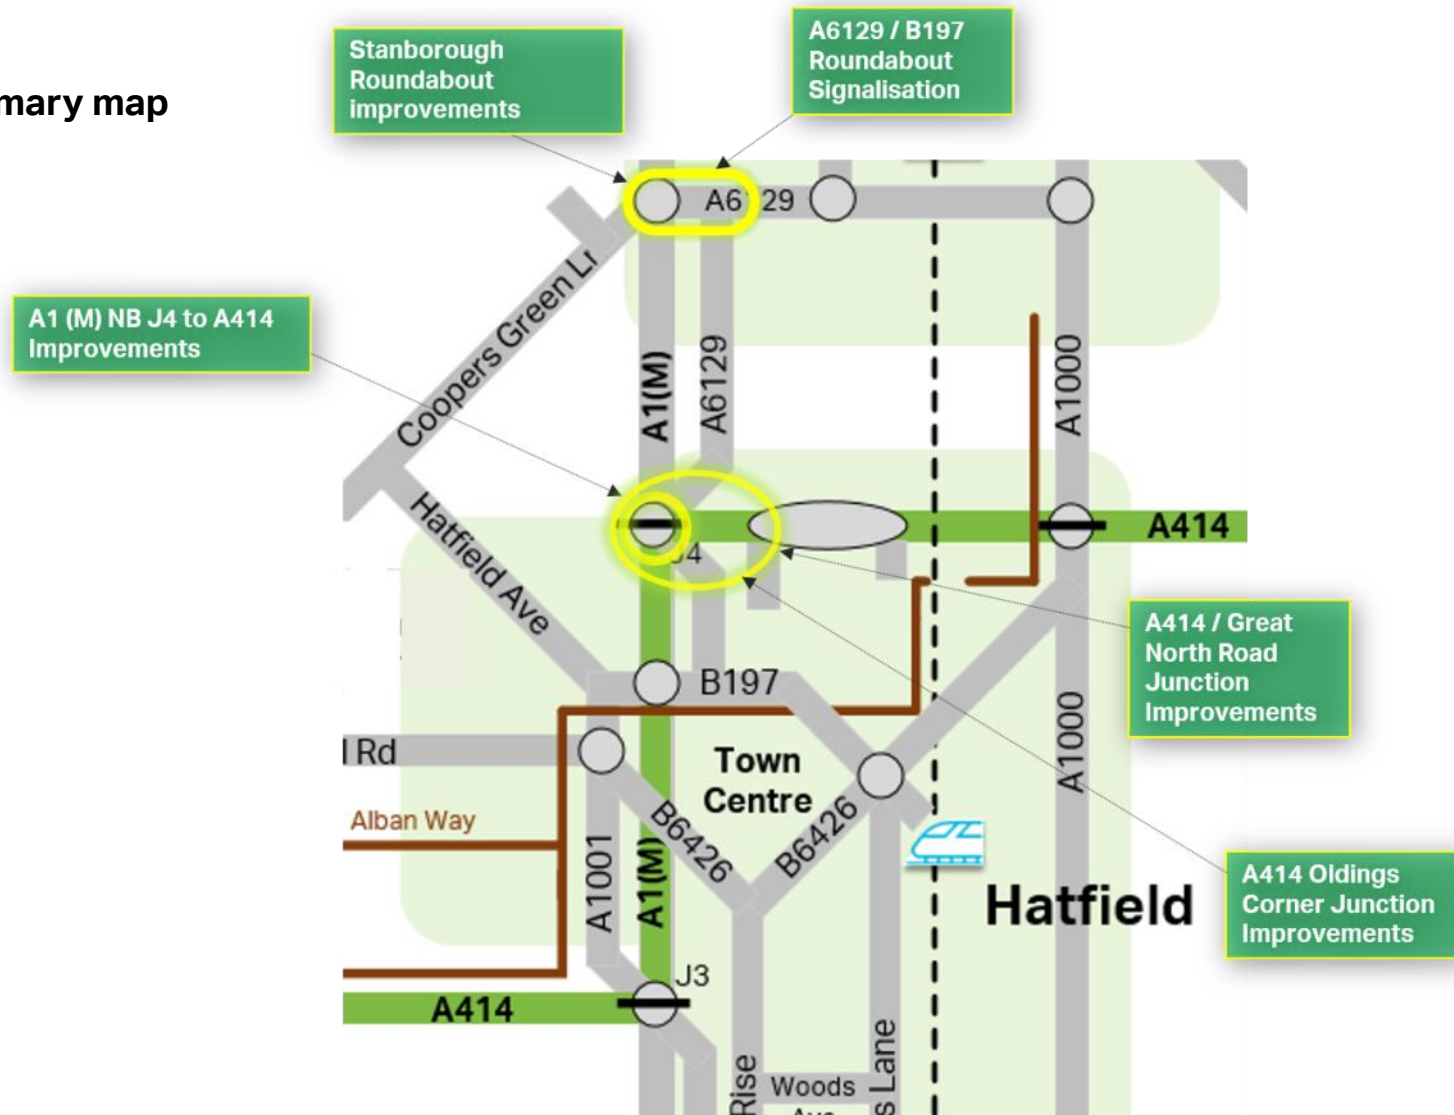 mary map
Stanborough
Roundabout
improvements
A6129 / B197
Roundabout
Signalisation
A6 29
A1 (M) NB J4 to A414
Improvements
Coopers Green Lr
A1(M)
A6129
A1000
Hatfield Ave
J4
A414
A414 / Great
North Road
Junction
Improvements
B197
l Rd
Town
Centre
A1000
Alban Way
B6426
B6426
A1001
A1(M)
Hatfield
A414 Oldings
Corner Junction
Improvements
J3
A414
Rise
Woods
s Lane